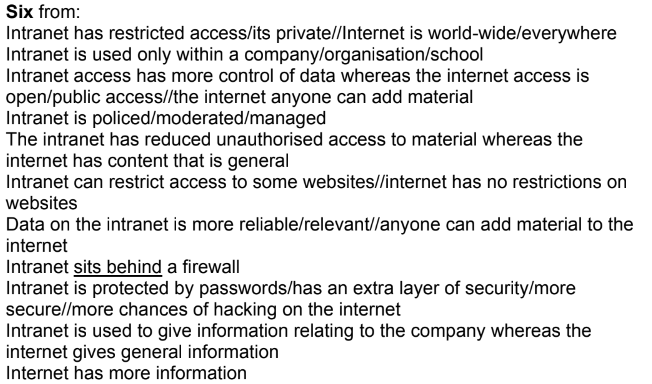 Six from:
Intranet has restricted access/its private//Internet is world-wide/everywhere
Intranet is used only within a company/organisation/school
Intranet access has more control of data whereas the internet access is
open/public access//the internet anyone can add material
Intranet is policed/moderated/managed
The intranet has reduced unauthorised access to material whereas the
internet has content that is general
Intranet can restrict access to some websites//internet has no restrictions on
websites
Data on the intranet is more reliable/relevant//anyone can add material to the
internet
Intranet sits behind a firewall
Intranet is protected by passwords/has an extra layer of security/more
secure//more chances of hacking on the internet
Intranet is used to give information relating to the company whereas the
internet gives general information
Internet has more information